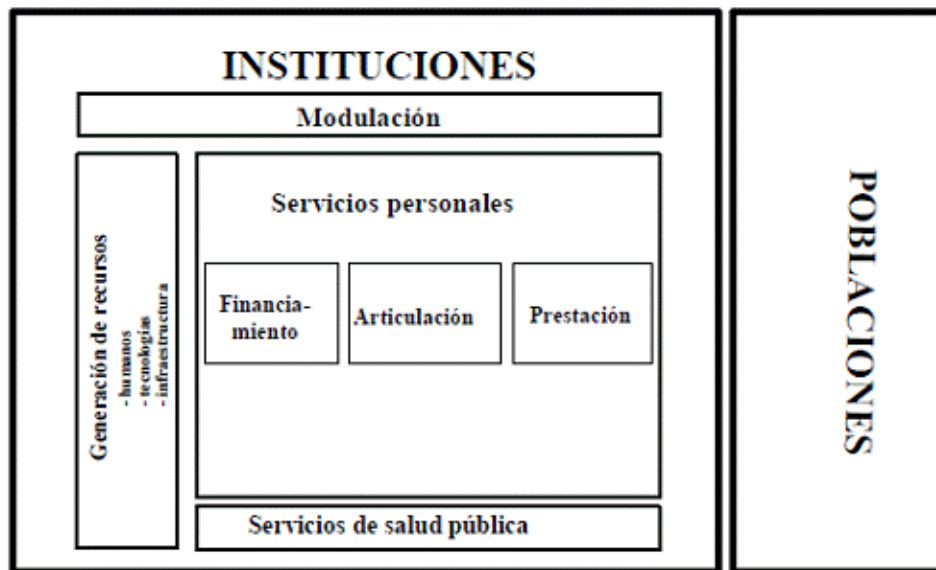 INSTITUCIONES
Modulación
Generación de recursos
- humanos
- tecnologías
- infraestructura
Servicios personales
Financia-
miento
Articulación
Prestación
Servicios de salud pública
POBLACIONES